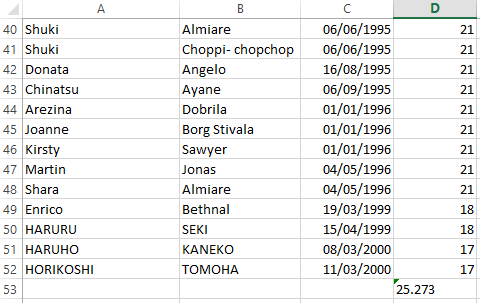 A B C D
40 Shuki Almiare 06/06/1995 21
41 Shuki Choppi- chopchop 06/06/1995 21
42 Donata Angelo 16/08/1995 21
43 Chinatsu Ayane 06/09/1995 21
44 Arezina Dobrila 01/01/1996 21
45 Joanne Borg Stivala 01/01/1996 21
46 Kirsty Sawyer 01/01/1996 21
47 Martin Jonas 04/05/1996 21
48 Shara Almiare 04/05/1996 21
49 Enrico Bethnal 19/03/1999 18
50 HARURU SEKI 15/04/1999 18
51 HARUHO KANEKO 08/03/2000 17
52 HORIKOSHI TOMOHA 11/03/2000 17
53 25.273